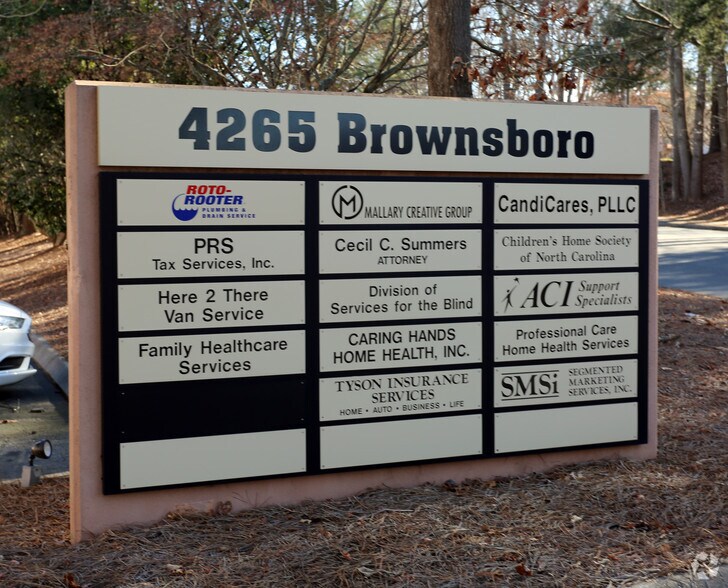 4265 Brownsboro
ROTO-
ROOTER
PLUMBING &
DRAIN SERVICE
PRS
Tax Services, Inc.
Here 2 There
Van Service
Family Healthcare
Services
M
MALLARY CREATIVE GROUP
Cecil C. Summers
ATTORNEY
Division of
Services for the Blind
CARING HANDS
HOME HEALTH, INC.
TYSON INSURANCE
SERVICES
HOME • AUTO • BUSINESS • LIFE
CandiCares, PLLC
Children's Home Society
of North Carolina
ACI Support
Specialists
Professional Care
Home Health Services
SMSi SEGMENTED
MARKETING
SERVICES, INC.